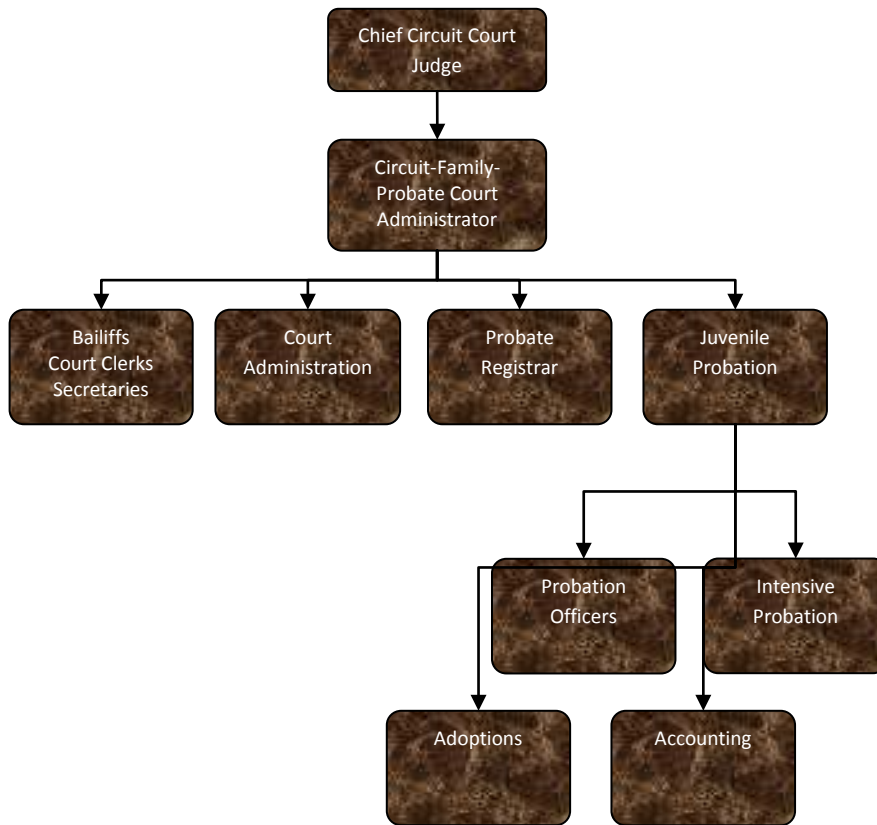 Chief Circuit Court
Judge
Circuit-Family-
Probate Court
Administrator
Bailiffs
Court Clerks
Secretaries
Court
Administration
Probate
Registrar
Juvenile
Probation
Probation
Officers
Intensive
Probation
Adoptions
Accounting